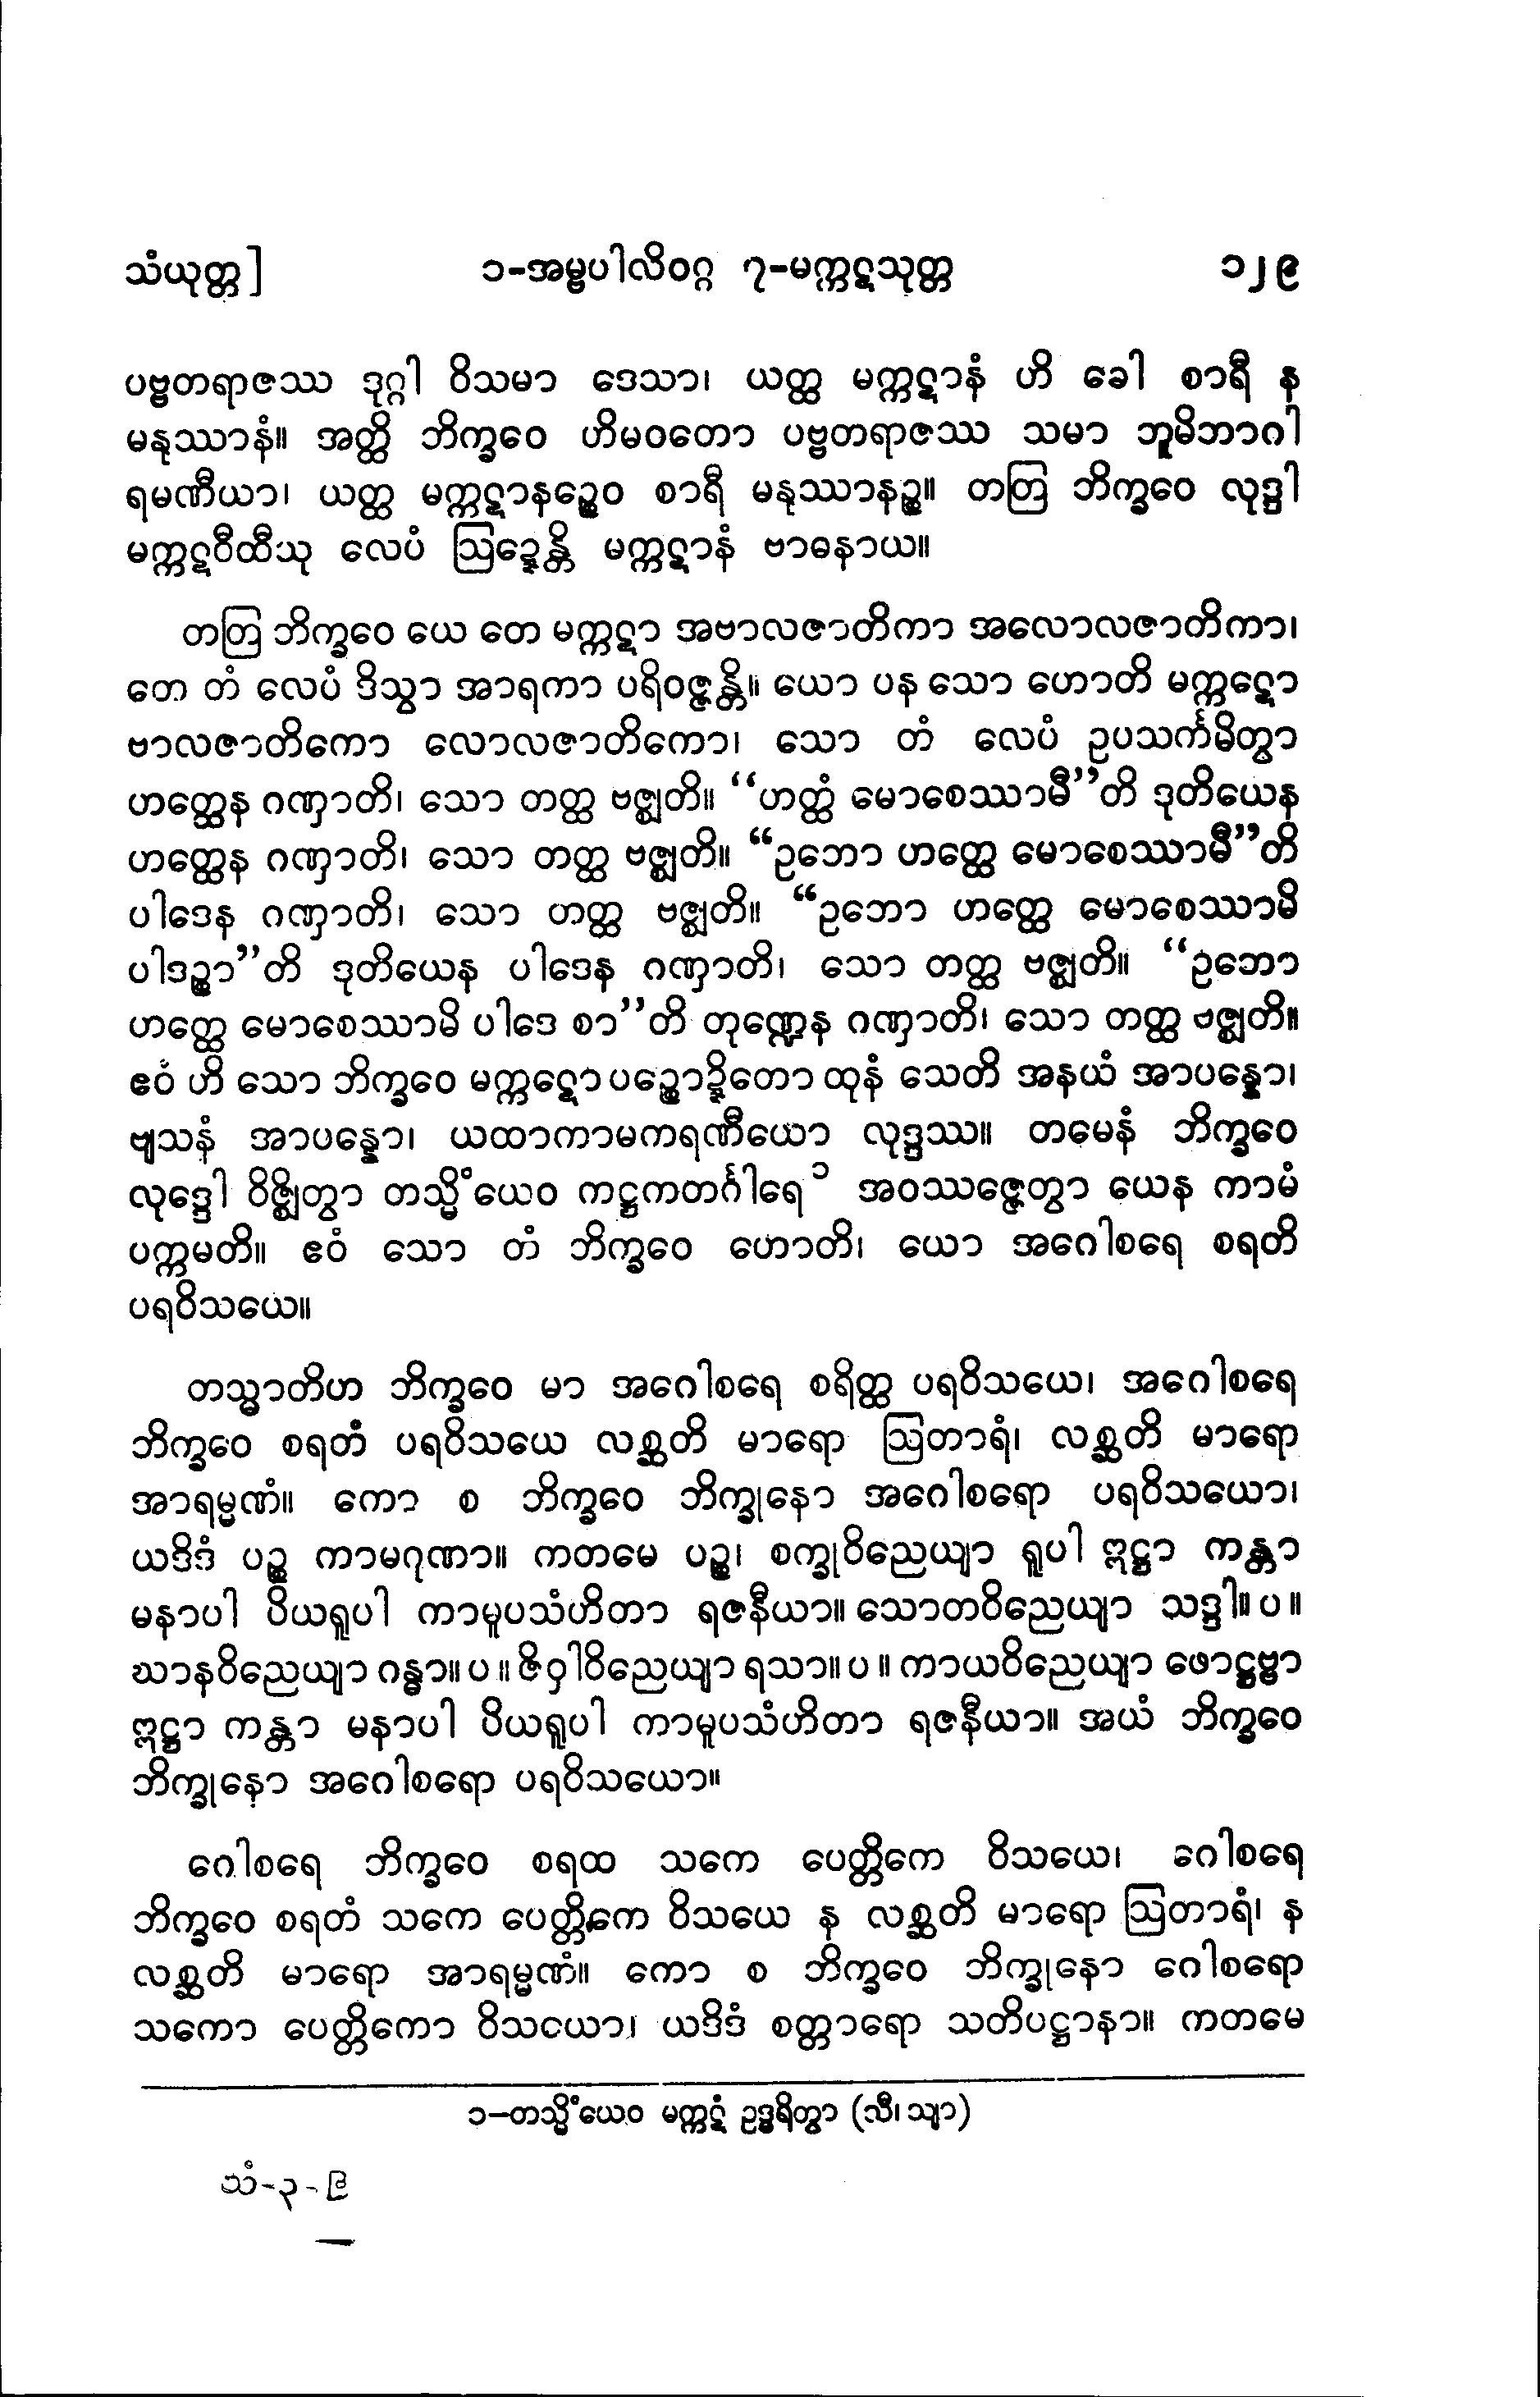 သံယုတ္တ] ၁-အမ္ဗပါလိဝဂ္ဂ ၇-မက္ကဋသုတ္တ ၁၂၉
ပဗ္ဗတရာဇဿ ဒုဂ္ဂါ ဝိသမာ ဒေသာ၊ ယတ္ထ မက္ကဋာနံ ဟိ ခေါ စာရီ န
မနုဿာနံ။ အတ္ထိ ဘိက္ခဝေ ဟိမဝတော ပဗ္ဗတရာဇဿ သမာ ဘူမိဘာဂါ
ရမဏီယာ၊ ယတ္ထ မက္ကဋာနဉ္စေဝ စာရီ မနုဿာနဉ္စ။ တတြ ဘိက္ခဝေ လုဒ္ဒါ
မက္ကဋဝီထီသု လေပံ ဩဍ္ဍေန္တိ မက္ကဋာနံ ဗာဓနာယ။
တတြ ဘိက္ခဝေ ယေ တေ မက္ကဋာ အဗာလဇာတိကာ အလောလဇာတိကာ၊
တေ တံ လေပံ ဒိသွာ အာရကာ ပရိဝဇ္ဇန္တိ။ ယော ပန သော ဟောတိ မက္ကဋော
ဗာလဇာတိကော လောလဇာတိကော၊ သော တံ လေပံ ဥပသင်္ကမိတွာ
ဟတ္ထေန ဂဏှာတိ၊ သော တတ္ထ ဗဇ္ဈတိ။ “ဟတ္ထံ မောစေဿာမီ”တိ ဒုတိယေန
ဟတ္ထေန ဂဏှာတိ၊ သော တတ္ထ ဗဇ္ဈတိ။ “ဥဘော ဟတ္ထေ မောစေဿာမီ”တိ
ပါဒေန ဂဏှာတိ၊ သော တတ္ထ ဗဇ္ဈတိ။ “ဥဘော ဟတ္ထေ မောစေဿာမိ
ပါဒဉ္စာ”တိ ဒုတိယေန ပါဒေန ဂဏှာတိ၊ သော တတ္ထ ဗဇ္ဈတိ။ “ဥဘော
ဟတ္ထေ မောစေဿာမိ ပါဒေ စာ”တိ တုဏ္ဍေန ဂဏှာတိ၊ သော တတ္ထ ဗဇ္ဈတိ။
ဧဝံ ဟိ သော ဘိက္ခဝေ မက္ကဋော ပဉ္စောဍ္ဍိတော ထုနံ သေတိ အနယံ အာပန္နော၊
ဗျသနံ အာပန္နော၊ ယထာကာမကရဏီယော လုဒ္ဒဿ။ တမေနံ ဘိက္ခဝေ
လုဒ္ဒေါ ဝိဇ္ဈိတွာ တသ္မိံယေဝ ကဋ္ဌကတင်္ဂါရေ ၁ အဝဿဇ္ဇေတွာ ယေန ကာမံ
ပက္ကမတိ။ ဧဝံ သော တံ ဘိက္ခဝေ ဟောတိ၊ ယော အဂေါစရေ စရတိ
ပရဝိသယေ။
တသ္မာတိဟ ဘိက္ခဝေ မာ အဂေါစရေ စရိတ္ထ ပရဝိသယေ၊ အဂေါစရေ
ဘိက္ခဝေ စရတံ ပရဝိသယေ လစ္ဆတိ မာရော ဩတာရံ၊ လစ္ဆတိ မာရော
အာရမ္မဏံ။ ကော စ ဘိက္ခဝေ ဘိက္ခုနော အဂေါစရော ပရဝိသယော၊
ယဒိဒံ ပဉ္စ ကာမဂုဏာ။ ကတမေ ပဉ္စ၊ စက္ခုဝိညေယျာ ရူပါ ဣဋ္ဌာ ကန္တာ
မနာပါ ပိယရူပါ ကာမူပသံဟိတာ ရဇနီယာ။ သောတဝိညေယျာ သဒ္ဒါ။ ပ ။
ဃာနဝိညေယျာ ဂန္ဓာ။ ပ ။ ဇိဝှါဝိညေယျာ ရသာ။ ပ ။ ကာယဝိညေယျာ ဖောဋ္ဌဗ္ဗာ
ဣဋ္ဌာ ကန္တာ မနာပါ ပိယရူပါ ကာမူပသံဟိတာ ရဇနီယာ။ အယံ ဘိက္ခဝေ
ဘိက္ခုနော အဂေါစရော ပရဝိသယော။
ဂေါစရေ ဘိက္ခဝေ စရထ သကေ ပေတ္တိကေ ဝိသယေ၊ ဂေါစရေ
ဘိက္ခဝေ စရတံ သကေ ပေတ္တိကေ ဝိသယေ န လစ္ဆတိ မာရော ဩတာရံ၊ န
လစ္ဆတိ မာရော အာရမ္မဏံ။ ကော စ ဘိက္ခဝေ ဘိက္ခုနော ဂေါစရော
သကော ပေတ္တိကော ဝိသယော၊ ယဒိဒံ စတ္တာရော သတိပဋ္ဌာနာ။ ကတမေ
၁-တသ္မိံယေဝ မက္ကဋံ ဥဒ္ဓရိတွာ (သီ၊ သျာ)
သံ-၃-၉